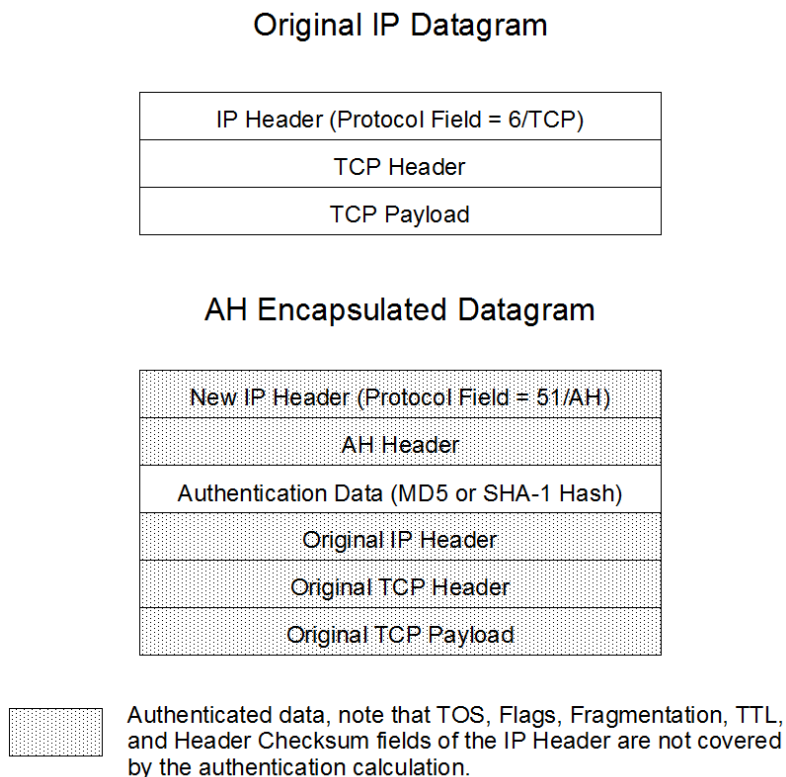 Original IP Datagram
IP Header (Protocol Field = 6/TCP)
TCP Header
TCP Payload
AH Encapsulated Datagram
New IP Header (Protocol Field = 51/AH)
AH Header
Authentication Data (MD5 or SHA-1 Hash)
Original IP Header
Original TCP Header
Original TCP Payload
Authenticated data, note that TOS, Flags, Fragmentation, TTL,
and Header Checksum fields of the IP Header are not covered
by the authentication calculation.